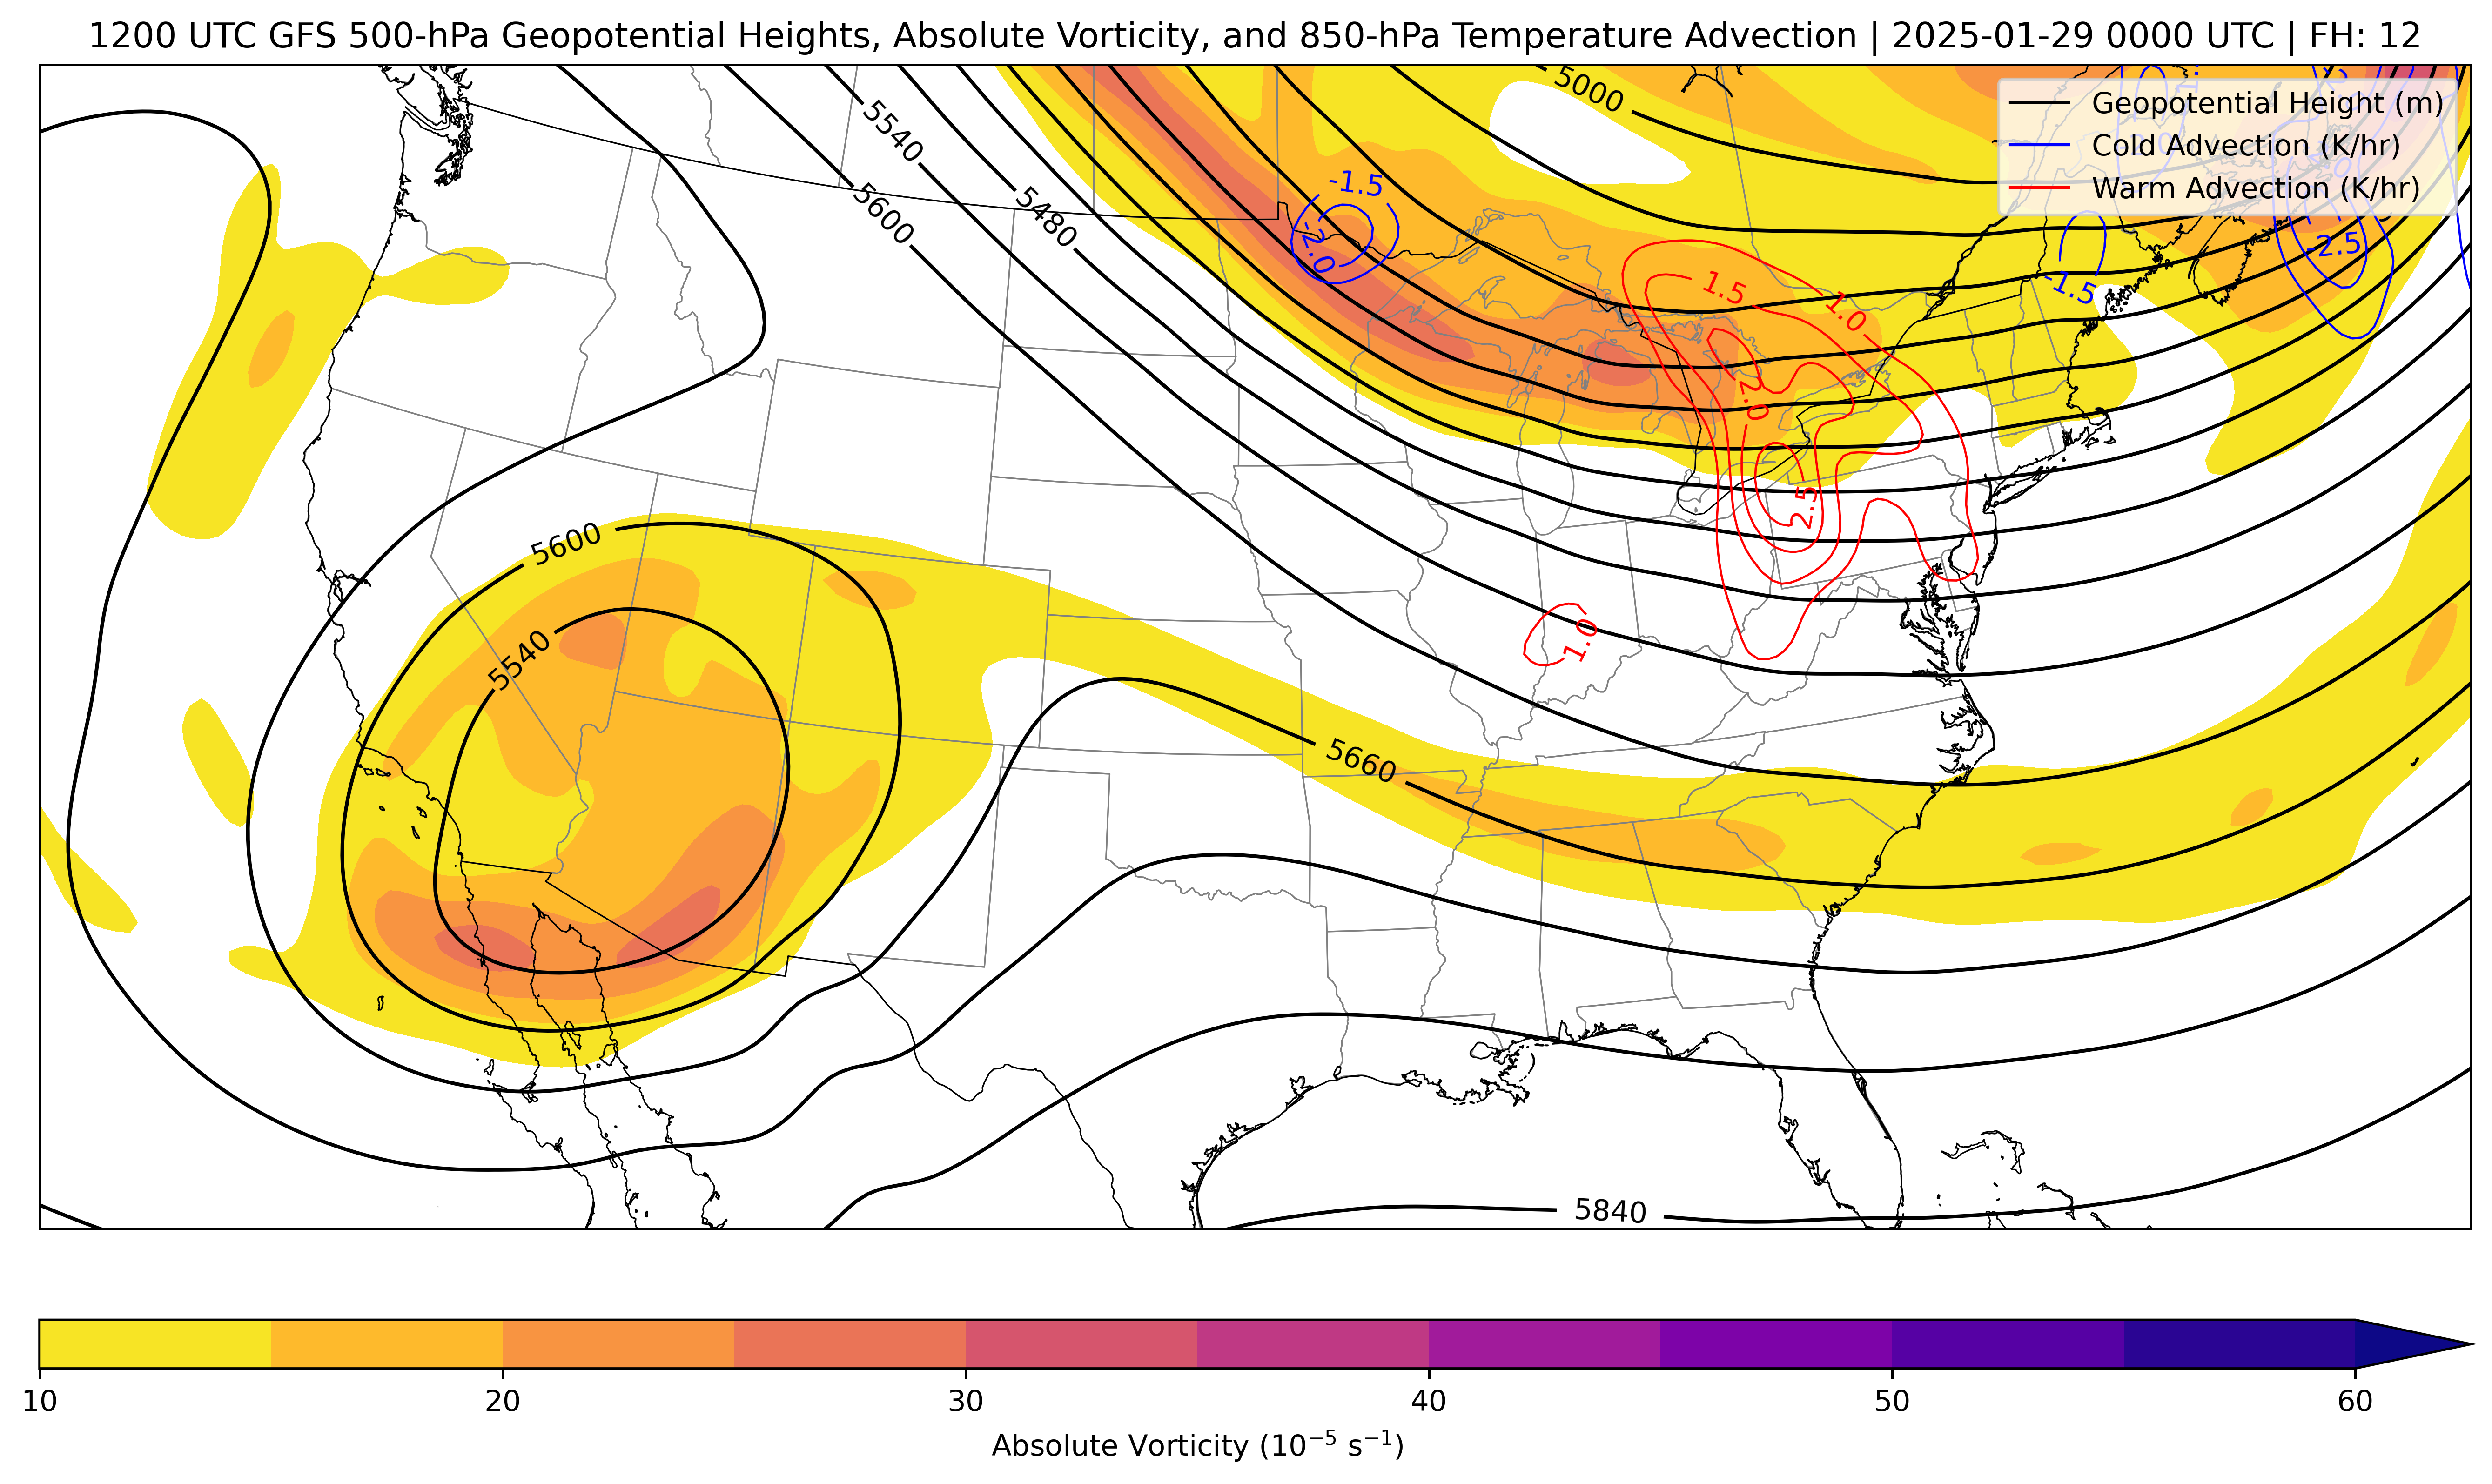 1200 UTC GFS 500-hPa Geopotential Heights, Absolute Vorticity, and 850-hPa Temperature Advection | 2025-01-29 0000 UTC | FH: 12
Geopotential Height (m)
Cold Advection (K/hr)
Warm Advection (K/hr)
5000
5540
5600
5480
-1.5
-2.0
1.5
1.0
-1.5
-2.5
2.0
2.5
5600
1.0
5540
5660
5840
10 20 30 40 50 60
Absolute Vorticity (10⁻⁵ s⁻¹)